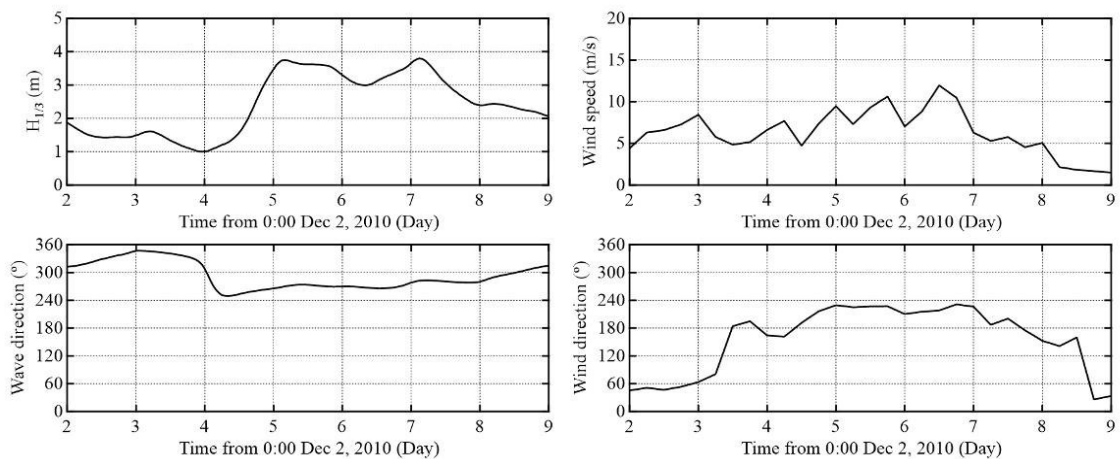 5
4
3
2
1
0
H1/3 (m)
2 3 4 5 6 7 8 9
Time from 0:00 Dec 2, 2010 (Day)
20
15
10
5
0
Wind speed (m/s)
2 3 4 5 6 7 8 9
Time from 0:00 Dec 2, 2010 (Day)
360
300
240
180
120
60
0
Wave direction (º)
2 3 4 5 6 7 8 9
Time from 0:00 Dec 2, 2010 (Day)
360
300
240
180
120
60
0
Wind direction (º)
2 3 4 5 6 7 8 9
Time from 0:00 Dec 2, 2010 (Day)